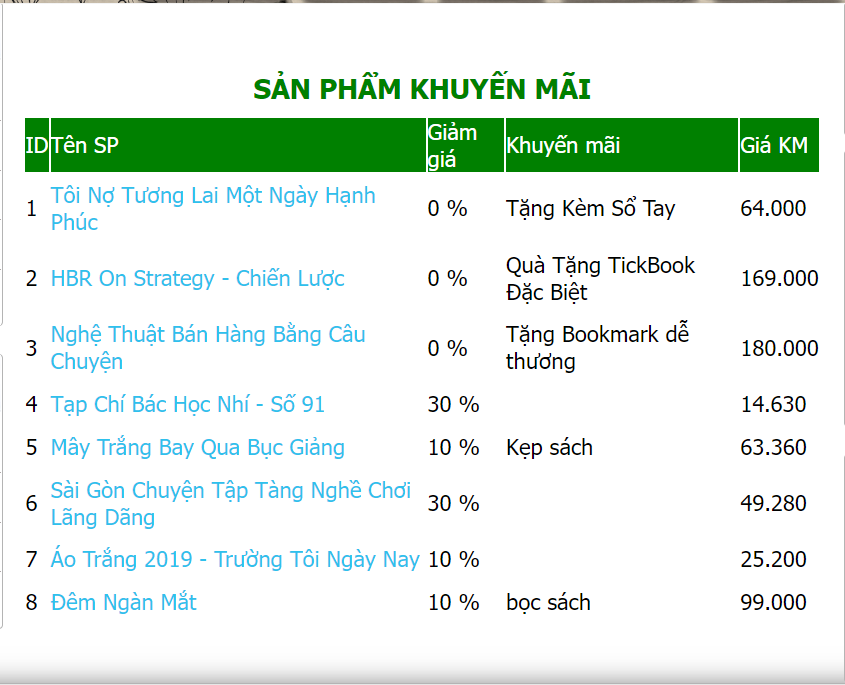 SẢN PHẨM KHUYẾN MÃI
ID Tên SP Giảm giá Khuyến mãi Giá KM
1 Tôi Nợ Tương Lai Một Ngày Hạnh Phúc 0 % Tặng Kèm Sổ Tay 64.000
2 HBR On Strategy - Chiến Lược 0 % Quà Tặng TickBook Đặc Biệt 169.000
3 Nghệ Thuật Bán Hàng Bằng Câu Chuyện 0 % Tặng Bookmark dễ thương 180.000
4 Tạp Chí Bác Học Nhí - Số 91 30 % 14.630
5 Mây Trắng Bay Qua Bục Giảng 10 % Kẹp sách 63.360
6 Sài Gòn Chuyện Tập Tàng Nghề Chơi Lãng Dãng 30 % 49.280
7 Áo Trắng 2019 - Trường Tôi Ngày Nay 10 % 25.200
8 Đêm Ngàn Mắt 10 % bọc sách 99.000